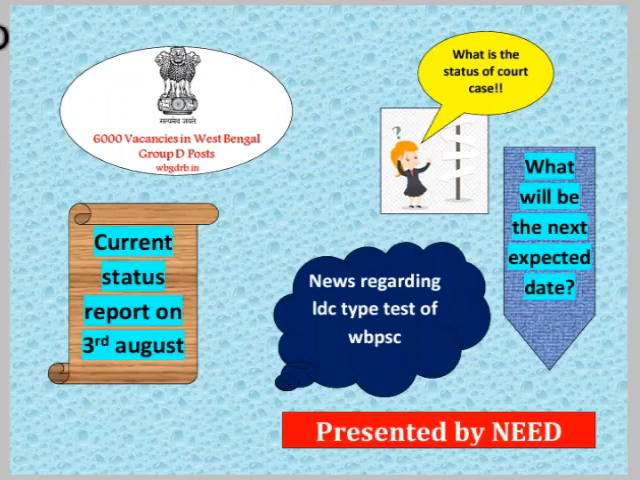 सत्यमेव जयते
6000 Vacancies in West Bengal
Group D Posts
wbgdrb.in
What is the
status of court
case!!
?
What
will be
the next
expected
date?
Current
status
report on
3rd august
News regarding
ldc type test of
wbpsc
Presented by NEED